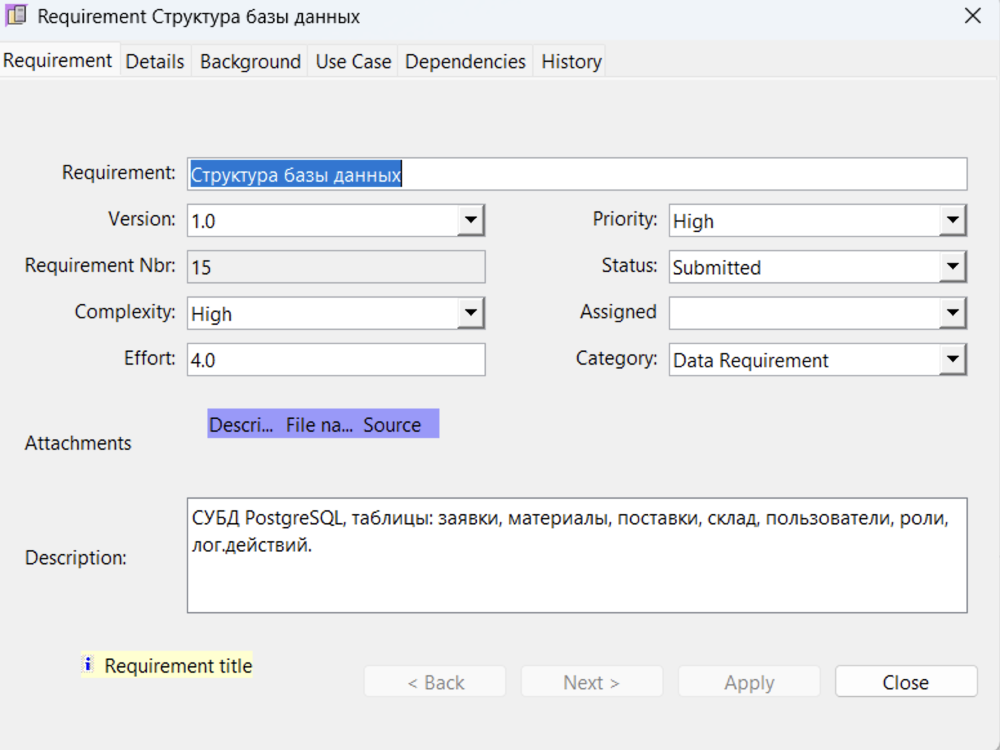 Requirement Структура базы данных
Requirement Details Background Use Case Dependencies History
Requirement: Структура базы данных
Version: 1.0 Priority: High
Requirement Nbr: 15 Status: Submitted
Complexity: High Assigned
Effort: 4.0 Category: Data Requirement
Descri... File na... Source
Attachments
СУБД PostgreSQL, таблицы: заявки, материалы, поставки, склад, пользователи, роли,
лог.действий.
Description:
Requirement title
< Back Next > Apply Close